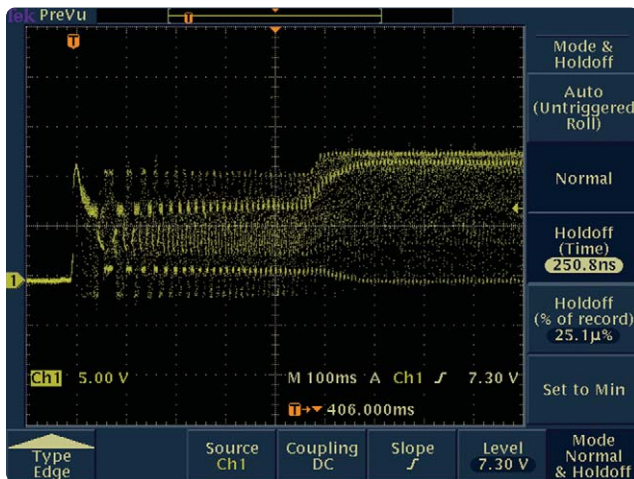 Tek PreVu
T
T
Mode &
Holdoff
Auto
(Untriggered
Roll)
Normal
Holdoff
(Time)
250.8ns
Holdoff
(% of record)
25.1µ%
Set to Min
1
Ch1 5.00 V
M 100ms A Ch1 7.30 V
T 406.000ms
Type
Edge
Source
Ch1
Coupling
DC
Slope
Level
7.30 V
Mode
Normal
& Holdoff